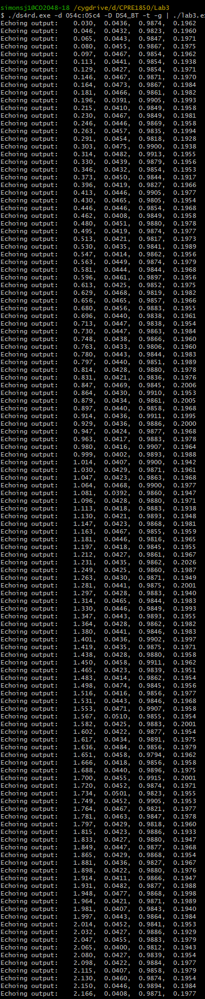 simonsj1@CO2048-18 /cygdrive/d/CPRE1850/Lab3
$ ./ds4rd.exe -d 054c:05c4 -D DS4_BT -t -g | ./lab3.ex
Echoing output: 0.030, 0.0436, 0.9874, 0.1962
Echoing output: 0.046, 0.0432, 0.9823, 0.1960
Echoing output: 0.065, 0.0443, 0.9847, 0.1971
Echoing output: 0.080, 0.0455, 0.9867, 0.1975
Echoing output: 0.097, 0.0467, 0.9854, 0.1962
Echoing output: 0.113, 0.0441, 0.9854, 0.1938
Echoing output: 0.129, 0.0427, 0.9854, 0.1971
Echoing output: 0.146, 0.0467, 0.9871, 0.1970
Echoing output: 0.164, 0.0473, 0.9867, 0.1984
Echoing output: 0.181, 0.0466, 0.9861, 0.1982
Echoing output: 0.196, 0.0391, 0.9905, 0.1993
Echoing output: 0.215, 0.0410, 0.9849, 0.1958
Echoing output: 0.230, 0.0467, 0.9849, 0.1981
Echoing output: 0.246, 0.0446, 0.9869, 0.1958
Echoing output: 0.263, 0.0457, 0.9835, 0.1994
Echoing output: 0.291, 0.0454, 0.9818, 0.1928
Echoing output: 0.303, 0.0475, 0.9900, 0.1938
Echoing output: 0.314, 0.0482, 0.9913, 0.1955
Echoing output: 0.330, 0.0439, 0.9879, 0.1956
Echoing output: 0.346, 0.0432, 0.9854, 0.1953
Echoing output: 0.373, 0.0450, 0.9844, 0.1917
Echoing output: 0.396, 0.0419, 0.9827, 0.1966
Echoing output: 0.413, 0.0446, 0.9905, 0.1977
Echoing output: 0.430, 0.0465, 0.9805, 0.1954
Echoing output: 0.446, 0.0446, 0.9854, 0.1968
Echoing output: 0.462, 0.0408, 0.9849, 0.1958
Echoing output: 0.480, 0.0451, 0.9880, 0.1978
Echoing output: 0.495, 0.0419, 0.9874, 0.1977
Echoing output: 0.513, 0.0421, 0.9817, 0.1973
Echoing output: 0.530, 0.0435, 0.9841, 0.1989
Echoing output: 0.547, 0.0414, 0.9862, 0.1956
Echoing output: 0.563, 0.0449, 0.9874, 0.1979
Echoing output: 0.581, 0.0444, 0.9844, 0.1968
Echoing output: 0.596, 0.0461, 0.9897, 0.1956
Echoing output: 0.613, 0.0425, 0.9852, 0.1975
Echoing output: 0.629, 0.0468, 0.9819, 0.1982
Echoing output: 0.656, 0.0465, 0.9857, 0.1966
Echoing output: 0.680, 0.0456, 0.9883, 0.1955
Echoing output: 0.696, 0.0440, 0.9838, 0.1961
Echoing output: 0.713, 0.0447, 0.9838, 0.1954
Echoing output: 0.730, 0.0447, 0.9863, 0.1984
Echoing output: 0.748, 0.0438, 0.9866, 0.1960
Echoing output: 0.763, 0.0433, 0.9806, 0.1960
Echoing output: 0.780, 0.0443, 0.9844, 0.1983
Echoing output: 0.797, 0.0440, 0.9851, 0.1989
Echoing output: 0.814, 0.0428, 0.9880, 0.1978
Echoing output: 0.831, 0.0421, 0.9836, 0.1976
Echoing output: 0.847, 0.0469, 0.9845, 0.2006
Echoing output: 0.864, 0.0430, 0.9910, 0.1953
Echoing output: 0.879, 0.0434, 0.9861, 0.2005
Echoing output: 0.897, 0.0440, 0.9858, 0.1968
Echoing output: 0.914, 0.0436, 0.9911, 0.1995
Echoing output: 0.929, 0.0436, 0.9886, 0.2000
Echoing output: 0.947, 0.0424, 0.9877, 0.1968
Echoing output: 0.963, 0.0417, 0.9883, 0.1978
Echoing output: 0.980, 0.0416, 0.9907, 0.1964
Echoing output: 0.999, 0.0402, 0.9893, 0.1988
Echoing output: 1.014, 0.0407, 0.9900, 0.1942
Echoing output: 1.030, 0.0429, 0.9871, 0.1961
Echoing output: 1.047, 0.0423, 0.9863, 0.1968
Echoing output: 1.064, 0.0468, 0.9900, 0.1977
Echoing output: 1.081, 0.0392, 0.9860, 0.1947
Echoing output: 1.096, 0.0428, 0.9880, 0.1971
Echoing output: 1.113, 0.0418, 0.9883, 0.1938
Echoing output: 1.130, 0.0421, 0.9893, 0.1948
Echoing output: 1.147, 0.0423, 0.9868, 0.1981
Echoing output: 1.163, 0.0467, 0.9855, 0.1959
Echoing output: 1.181, 0.0446, 0.9816, 0.1965
Echoing output: 1.197, 0.0418, 0.9845, 0.1955
Echoing output: 1.212, 0.0427, 0.9861, 0.1967
Echoing output: 1.231, 0.0435, 0.9862, 0.2026
Echoing output: 1.249, 0.0425, 0.9860, 0.1987
Echoing output: 1.263, 0.0430, 0.9871, 0.1949
Echoing output: 1.281, 0.0441, 0.9875, 0.2001
Echoing output: 1.297, 0.0428, 0.9883, 0.1940
Echoing output: 1.314, 0.0465, 0.9844, 0.1983
Echoing output: 1.330, 0.0446, 0.9849, 0.1993
Echoing output: 1.347, 0.0443, 0.9893, 0.1955
Echoing output: 1.364, 0.0428, 0.9862, 0.1982
Echoing output: 1.380, 0.0441, 0.9846, 0.1983
Echoing output: 1.401, 0.0436, 0.9902, 0.1997
Echoing output: 1.419, 0.0435, 0.9875, 0.1971
Echoing output: 1.438, 0.0428, 0.9880, 0.1958
Echoing output: 1.450, 0.0458, 0.9911, 0.1962
Echoing output: 1.465, 0.0423, 0.9839, 0.1951
Echoing output: 1.483, 0.0414, 0.9862, 0.1954
Echoing output: 1.498, 0.0474, 0.9845, 0.1956
Echoing output: 1.516, 0.0416, 0.9856, 0.1977
Echoing output: 1.531, 0.0443, 0.9846, 0.1968
Echoing output: 1.553, 0.0471, 0.9907, 0.1958
Echoing output: 1.567, 0.0510, 0.9855, 0.1954
Echoing output: 1.582, 0.0425, 0.9883, 0.2001
Echoing output: 1.602, 0.0422, 0.9877, 0.1954
Echoing output: 1.617, 0.0434, 0.9891, 0.1975
Echoing output: 1.636, 0.0484, 0.9856, 0.1979
Echoing output: 1.651, 0.0458, 0.9794, 0.1962
Echoing output: 1.666, 0.0418, 0.9856, 0.1958
Echoing output: 1.688, 0.0440, 0.9896, 0.1975
Echoing output: 1.700, 0.0455, 0.9915, 0.2001
Echoing output: 1.720, 0.0452, 0.9874, 0.1971
Echoing output: 1.734, 0.0501, 0.9823, 0.1955
Echoing output: 1.749, 0.0452, 0.9905, 0.1953
Echoing output: 1.764, 0.0467, 0.9821, 0.1977
Echoing output: 1.781, 0.0463, 0.9847, 0.1978
Echoing output: 1.797, 0.0429, 0.9818, 0.1960
Echoing output: 1.815, 0.0423, 0.9886, 0.1933
Echoing output: 1.833, 0.0427, 0.9880, 0.1947
Echoing output: 1.849, 0.0447, 0.9877, 0.1968
Echoing output: 1.865, 0.0429, 0.9868, 0.1954
Echoing output: 1.881, 0.0436, 0.9827, 0.1967
Echoing output: 1.898, 0.0422, 0.9880, 0.1976
Echoing output: 1.914, 0.0411, 0.9866, 0.1947
Echoing output: 1.931, 0.0482, 0.9877, 0.1988
Echoing output: 1.948, 0.0477, 0.9868, 0.1998
Echoing output: 1.964, 0.0421, 0.9871, 0.1989
Echoing output: 1.981, 0.0407, 0.9843, 0.1940
Echoing output: 1.997, 0.0443, 0.9864, 0.1984
Echoing output: 2.014, 0.0452, 0.9841, 0.1953
Echoing output: 2.032, 0.0427, 0.9886, 0.1929
Echoing output: 2.047, 0.0455, 0.9883, 0.1979
Echoing output: 2.065, 0.0400, 0.9812, 0.1943
Echoing output: 2.080, 0.0427, 0.9839, 0.1954
Echoing output: 2.098, 0.0422, 0.9884, 0.1977
Echoing output: 2.115, 0.0407, 0.9858, 0.1979
Echoing output: 2.130, 0.0460, 0.9874, 0.1954
Echoing output: 2.150, 0.0446, 0.9894, 0.1984
Echoing output: 2.166, 0.0408, 0.9871, 0.1971